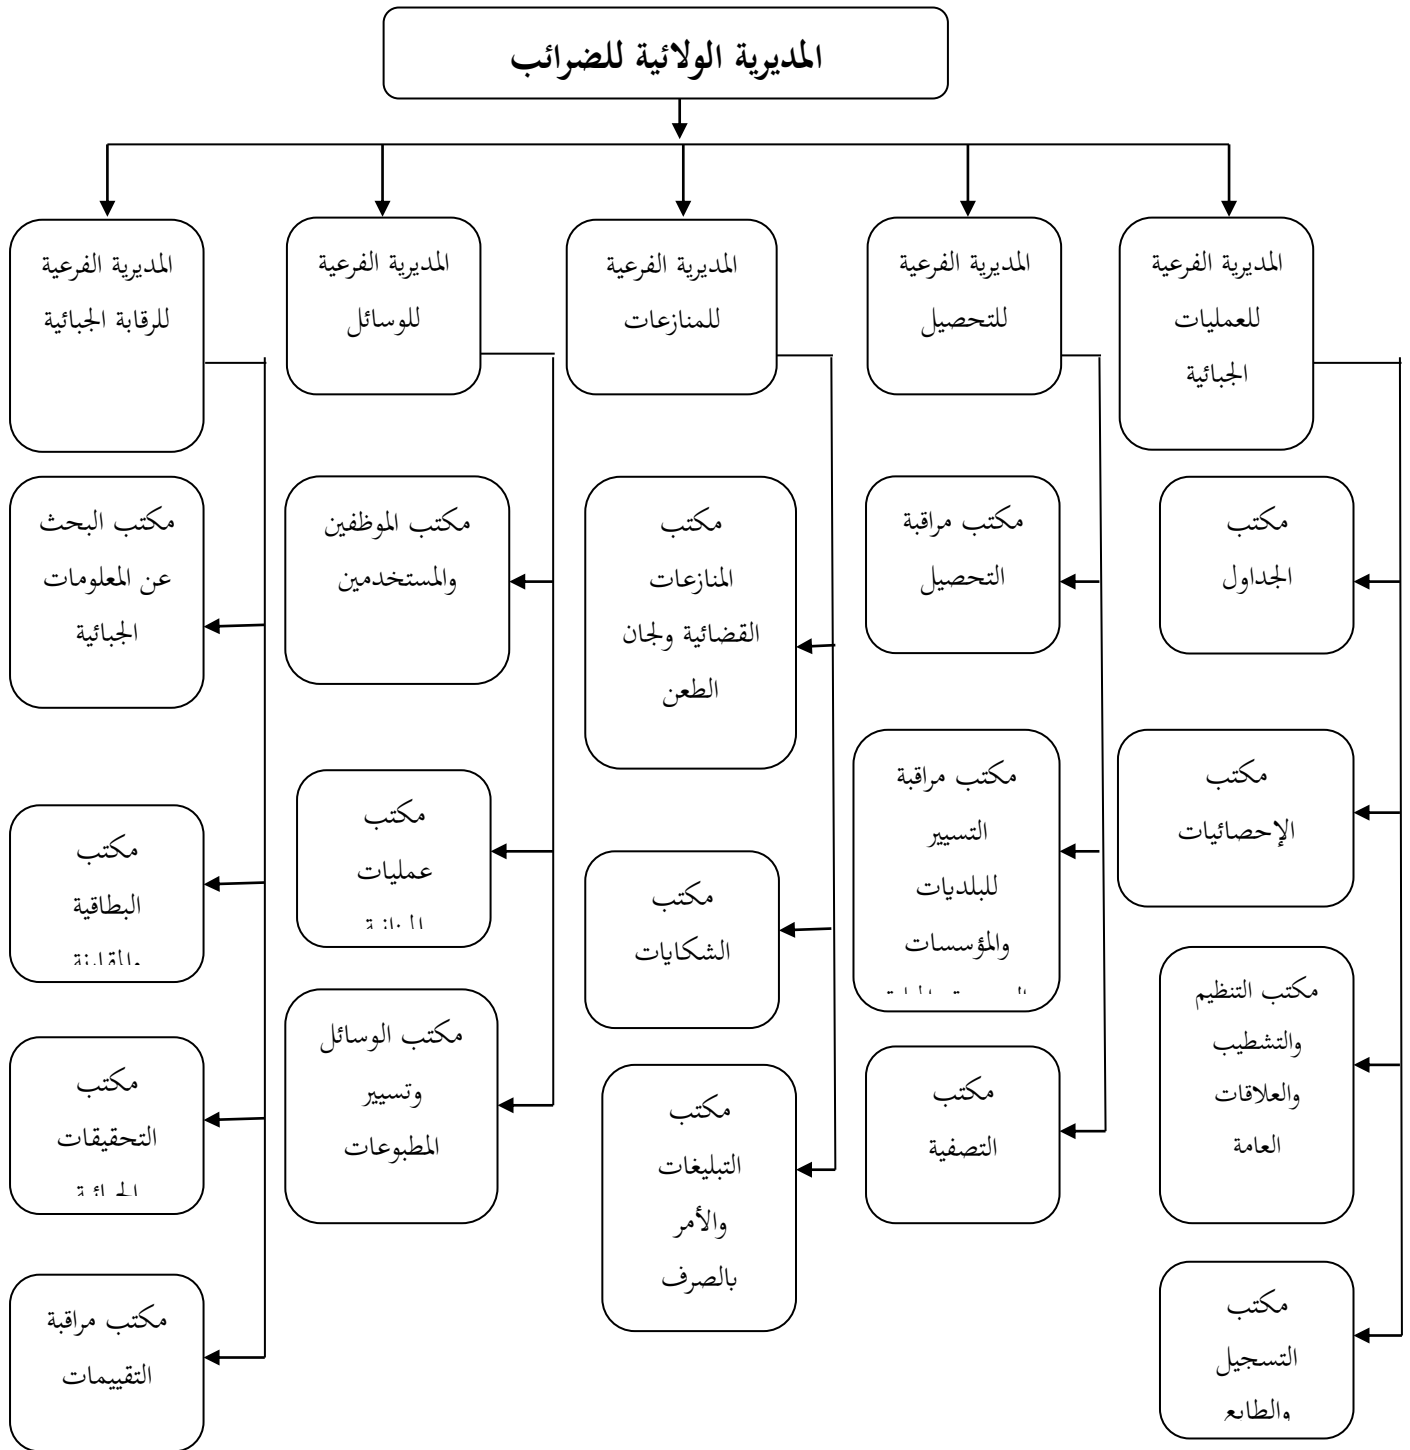 المديرية الولائية للضرائب
المديرية الفرعية
للعمليات
الجبائية
المديرية الفرعية
للتحصيل
المديرية الفرعية
للمنازعات
المديرية الفرعية
للوسائل
المديرية الفرعية
للرقابة الجبائية
مكتب
الجداول
مكتب مراقبة
التحصيل
مكتب
المنازعات
القضائية ولجان
الطعن
مكتب الموظفين
والمستخدمين
مكتب البحث
عن المعلومات
الجبائية
مكتب
الإحصائيات
مكتب مراقبة
التسيير
للبلديات
والمؤسسات
مكتب
الشكايات
مكتب
عمليات
مكتب
البطاقية
والمقارنة
مكتب التنظيم
والتشطيب
والعلاقات
العامة
مكتب
التصفية
مكتب
التبليغات
والأمر
بالصرف
مكتب الوسائل
وتسيير
المطبوعات
مكتب
التحقيقات
الجبائية
مكتب
التسجيل
والطابع
مكتب مراقبة
التقييمات